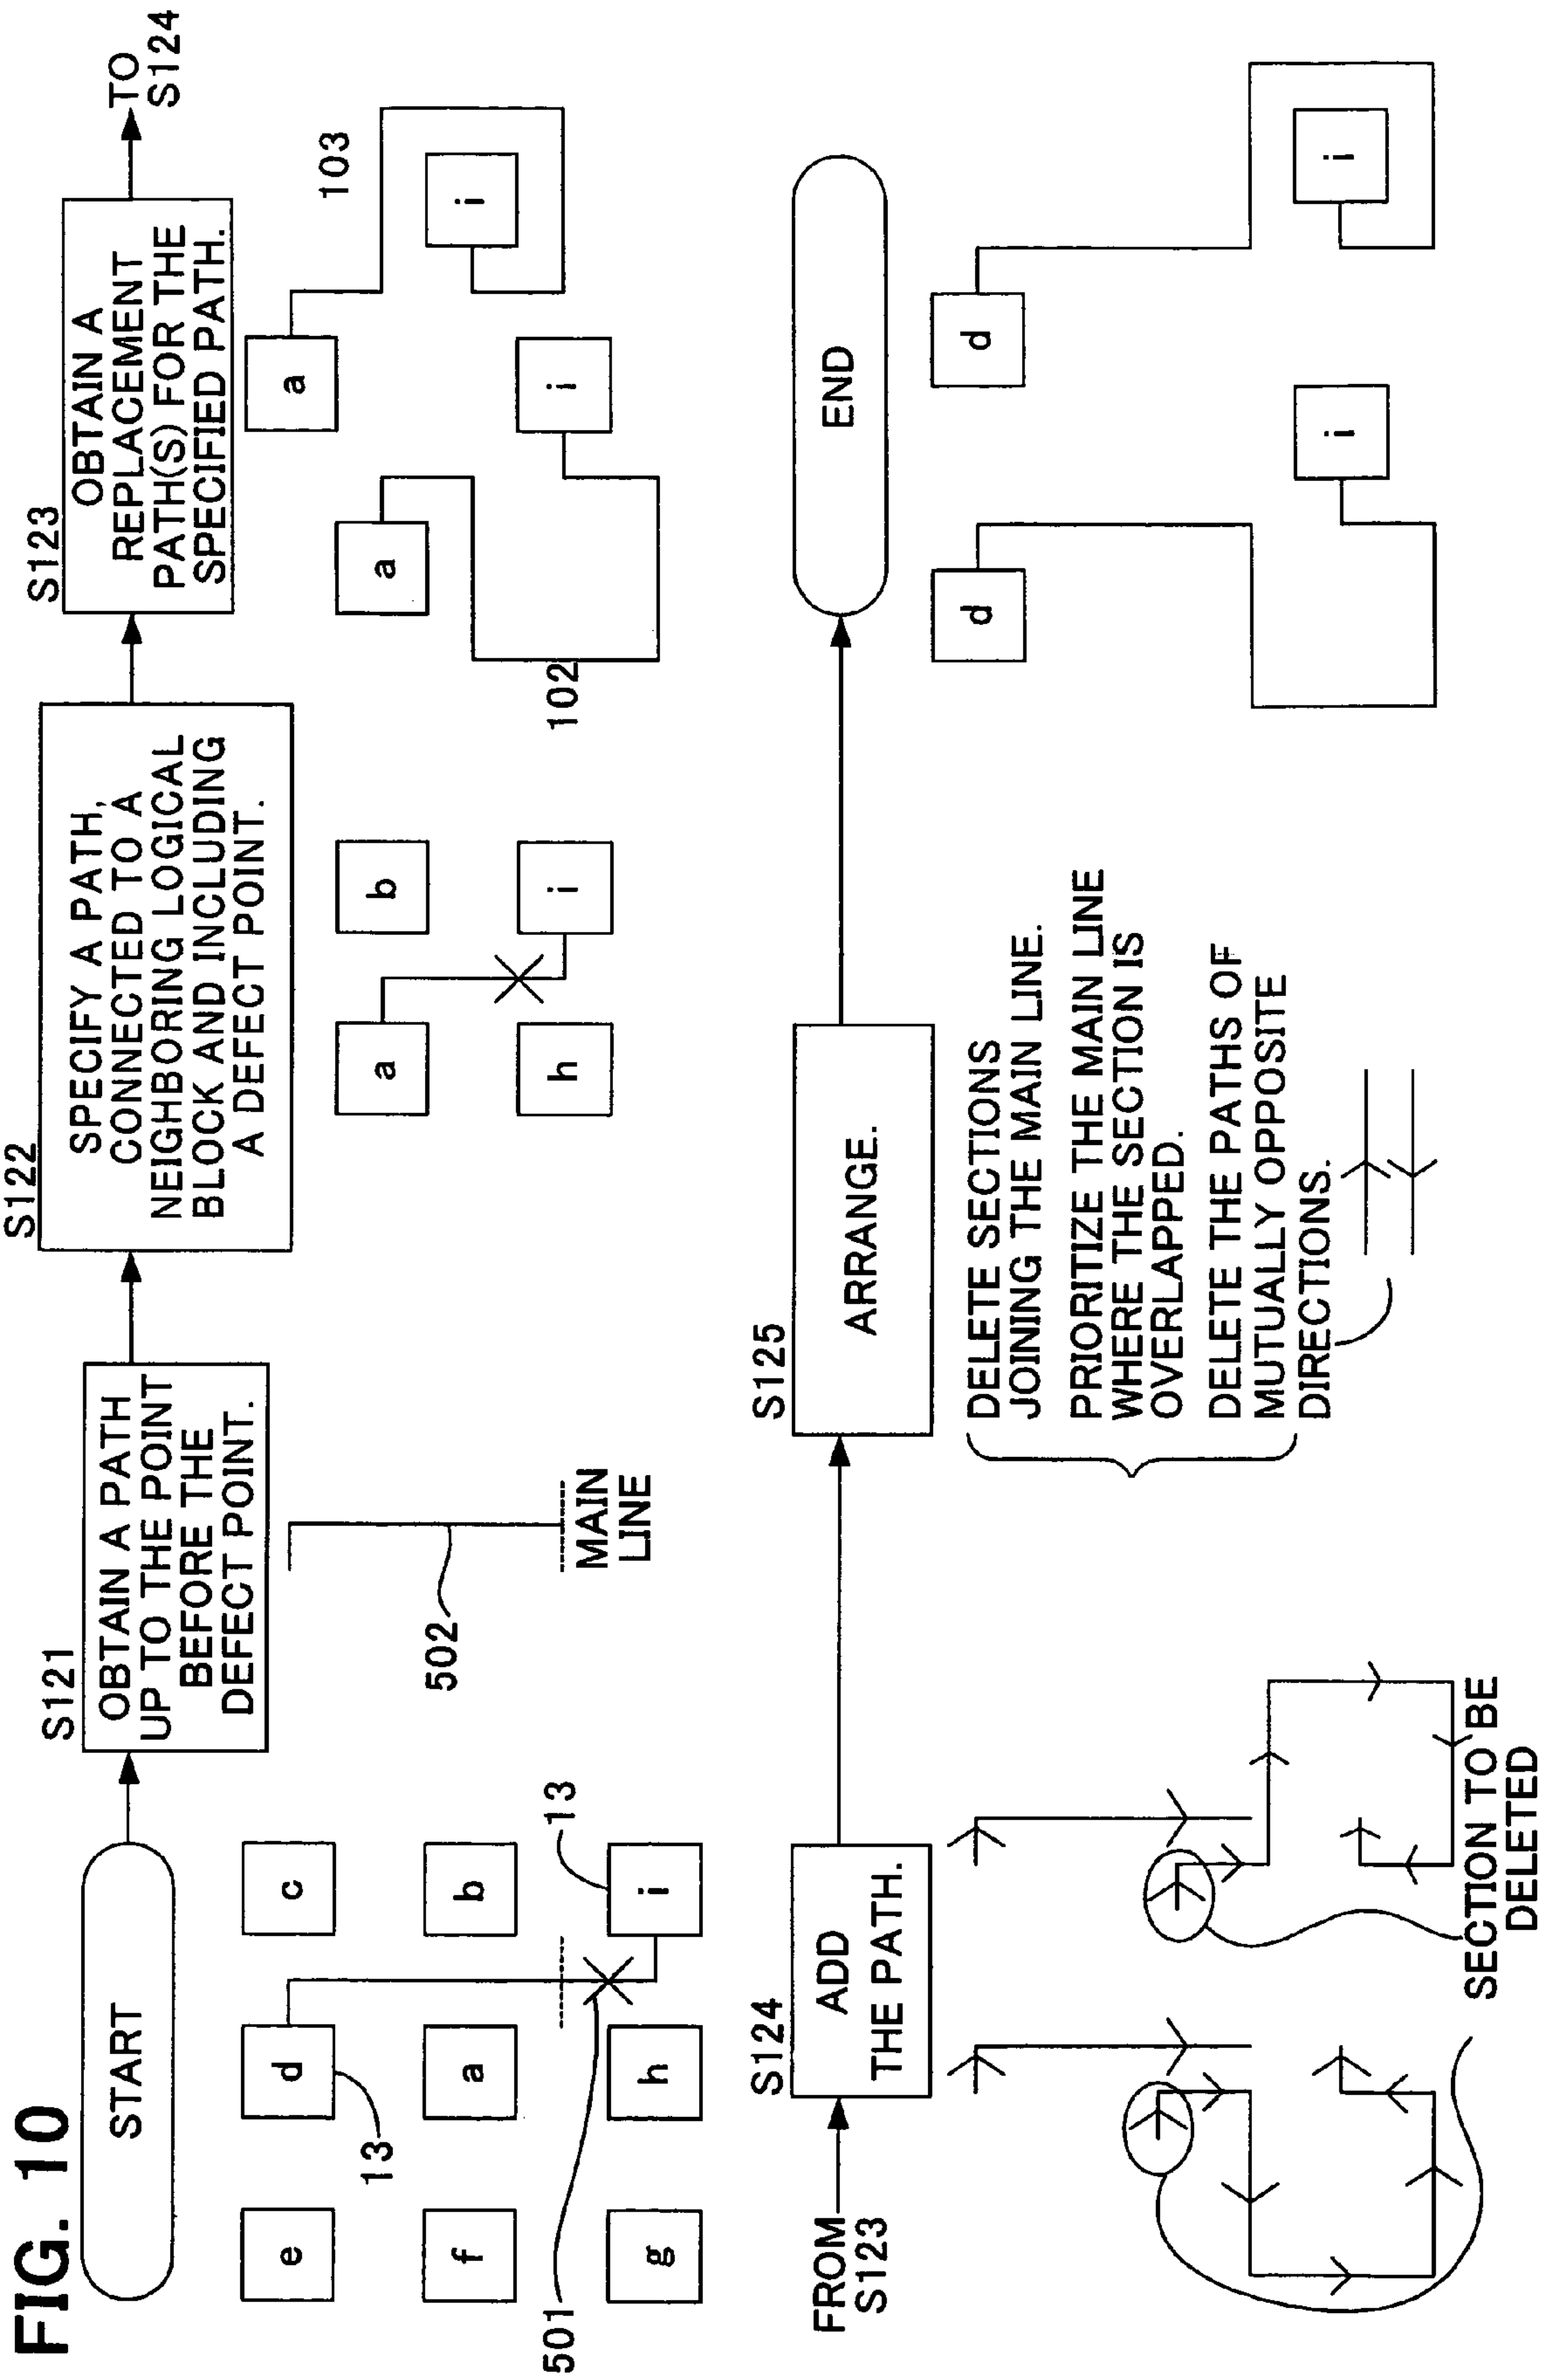 FIG. 10
START
S121
OBTAIN A PATH
UP TO THE POINT
BEFORE THE
DEFECT POINT.
S122
SPECIFY A PATH,
CONNECTED TO A
NEIGHBORING LOGICAL
BLOCK AND INCLUDING
A DEFECT POINT.
S123
OBTAIN A
REPLACEMENT
PATH(S) FOR THE
SPECIFIED PATH.
TO
S124
e
d
c
13
f
a
b
501
g
h
i
13
502
MAIN
LINE
a
b
h
i
a
i
102
a
i
103
FROM
S123
S124
ADD
THE PATH.
SECTION TO BE
DELETED
S125
ARRANGE.
DELETE SECTIONS
JOINING THE MAIN LINE.
PRIORITIZE THE MAIN LINE
WHERE THE SECTION IS
OVERLAPPED.
DELETE THE PATHS OF
MUTUALLY OPPOSITE
DIRECTIONS.
END
d
i
d
i